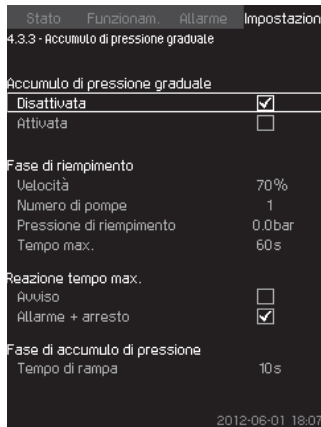 Stato Funzionam. Allarme Impostazion
4.3.3 - Accumulo di pressione graduale
Accumulo di pressione graduale
Disattivata
Attivata
Fase di riempimento
Velocità 70%
Numero di pompe 1
Pressione di riempimento 0.0bar
Tempo max. 60s
Reazione tempo max.
Avviso
Allarme + arresto
Fase di accumulo di pressione
Tempo di rampa 10s
2012-06-01 18:07